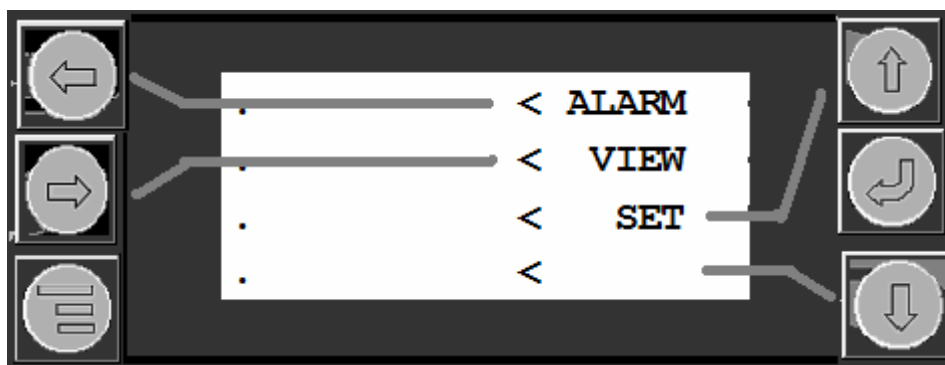 . < ALARM
. < VIEW
. < SET
. <